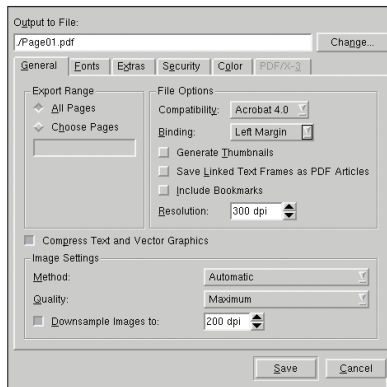 Output to File:
/Page01.pdf
Change...
General Fonts Extras Security Color PDF/X-3
Export Range
All Pages
Choose Pages
File Options
Compatibility: Acrobat 4.0
Binding: Left Margin
Generate Thumbnails
Save Linked Text Frames as PDF Articles
Include Bookmarks
Resolution: 300 dpi
Compress Text and Vector Graphics
Image Settings
Method: Automatic
Quality: Maximum
Downsample Images to: 200 dpi
Save Cancel